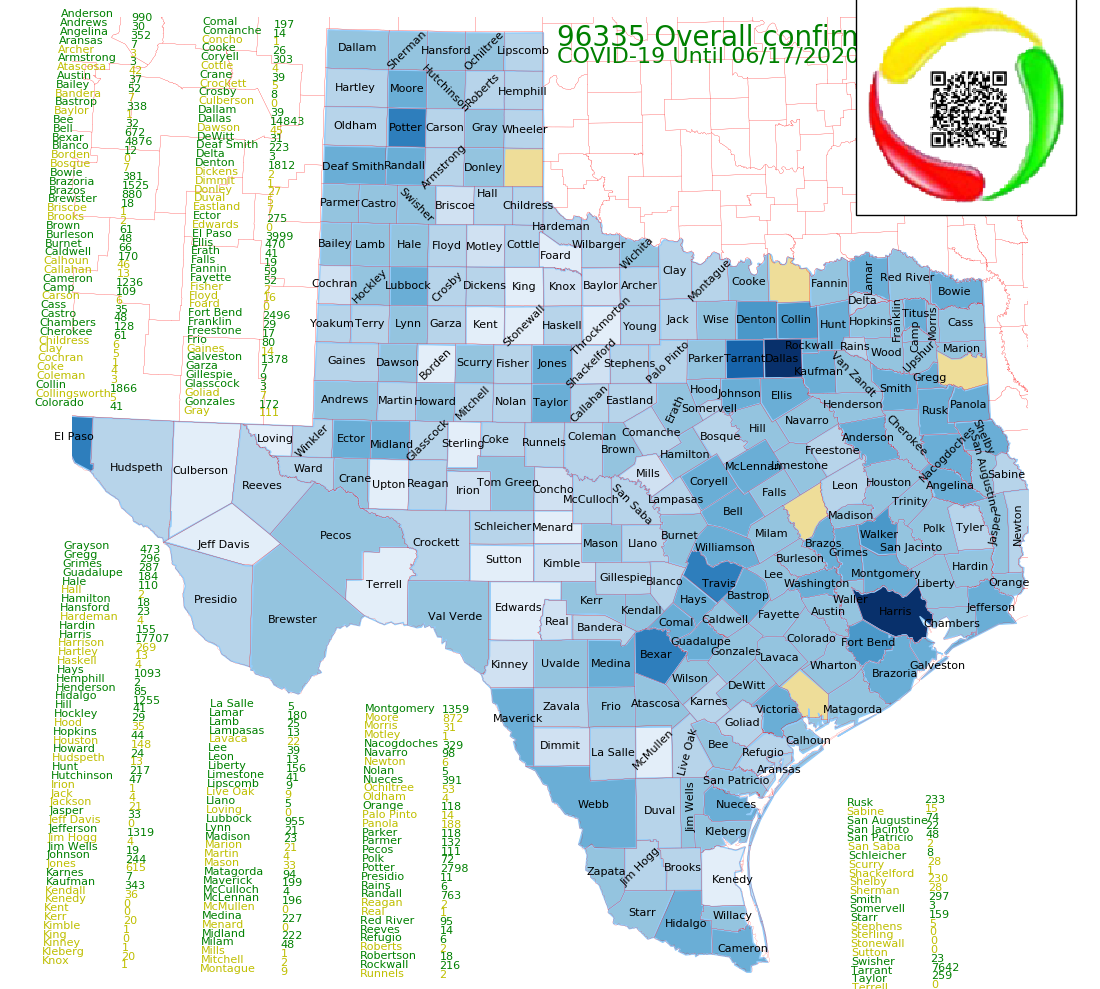 96335 Overall confirm
COVID-19 Until 06/17/2020
Anderson 990
Andrews 30
Angelina 352
Aransas 7
Archer
Armstrong 3
Atascosa 42
Austin 37
Bailey 52
Bandera 7
Bastrop 338
Baylor 1
Bee 32
Bell 672
Bexar 4876
Blanco 12
Borden 0
Bosque 7
Bowie 381
Brazoria 1525
Brazos 880
Brewster 18
Briscoe
Brooks
Brown 61
Burleson 48
Burnet 66
Caldwell 170
Calhoun 46
Callahan 13
Cameron 1236
Camp 109
Carson 6
Cass 35
Castro 48
Chambers 128
Cherokee 61
Childress
Clay 5
Cochran
Coke 4
Coleman 3
Collin 1866
Collingsworth 5
Colorado 41
Comal 197
Comanche 14
Concho 1
Cooke 26
Coryell 303
Cottle 4
Crane 39
Crockett 5
Crosby 8
Culberson 0
Dallam 39
Dallas 14843
Dawson 45
DeWitt 31
Deaf Smith 223
Delta 3
Denton 1812
Dickens 2
Dimmit 1
Donley 27
Duval 5
Eastland 7
Ector 275
Edwards 0
El Paso 3999
Ellis 470
Erath 41
Falls 19
Fannin 59
Fayette 52
Fisher 2
Floyd 16
Foard 0
Fort Bend 2496
Franklin 29
Freestone 17
Frio 80
Gaines 14
Galveston 1378
Garza 7
Gillespie 9
Glasscock 3
Goliad 7
Gonzales 172
Gray 111
Grayson 473
Gregg 296
Grimes 287
Guadalupe 184
Hale 110
Hall 2
Hamilton 18
Hansford 23
Hardeman 4
Hardin 155
Harris 17707
Harrison 269
Hartley 13
Haskell 4
Hays 1093
Hemphill 2
Henderson 85
Hidalgo 1255
Hill 41
Hockley 29
Hood 35
Hopkins 44
Houston 148
Howard 24
Hudspeth 13
Hunt 217
Hutchinson 47
Irion 1
Jack 4
Jackson 21
Jasper 33
Jeff Davis 0
Jefferson 1319
Jim Hogg 4
Jim Wells 19
Johnson 244
Jones 615
Karnes 7
Kaufman 343
Kendall 36
Kenedy 0
Kent 0
Kerr 20
Kimble 1
King 0
Kinney 1
Kleberg 20
Knox 1
La Salle 5
Lamar 180
Lamb 25
Lampasas 13
Lavaca 22
Lee 39
Leon 13
Liberty 156
Limestone 41
Lipscomb 9
Live Oak 9
Llano 5
Loving 0
Lubbock 955
Lynn 21
Madison 23
Marion 21
Martin 4
Mason 33
Matagorda 94
Maverick 199
McCulloch 4
McLennan 196
McMullen 0
Medina 227
Menard 0
Midland 222
Milam 48
Mills 1
Mitchell 2
Montague 9
Montgomery 1359
Moore 872
Morris 31
Motley 1
Nacogdoches 329
Navarro 98
Newton 6
Nolan 5
Nueces 391
Ochiltree 53
Oldham 4
Orange 118
Palo Pinto 14
Panola 188
Parker 118
Parmer 132
Pecos 111
Polk 72
Potter 2798
Presidio 11
Rains 6
Randall 763
Reagan 2
Real 1
Red River 95
Reeves 14
Refugio 6
Roberts 2
Robertson 18
Rockwall 216
Runnels 2
Rusk 233
Sabine 15
San Augustine 74
San Jacinto
San Patricio 48
San Saba 2
Schleicher 8
Scurry 28
Shackelford 1
Shelby 230
Sherman 28
Smith 297
Somervell 3
Starr 159
Stephens 5
Sterling 0
Stonewall 0
Sutton 0
Swisher 23
Tarrant 7642
Taylor 259
Terrell 0
Dallam Sherman Hansford Ochiltree Lipscomb
Hartley Moore Hutchinson Roberts Hemphill
Oldham Potter Carson Gray Wheeler
Deaf Smith Randall Armstrong Donley
Parmer Castro Swisher Briscoe Hall Childress
Hardeman
Bailey Lamb Hale Floyd Motley Cottle Foard Wilbarger Wichita
Clay Montague Cooke Fannin Lamar Red River Bowie
Cochran Hockley Lubbock Crosby Dickens King Knox Baylor Archer
Delta Franklin Titus Camp Morris Cass
Yoakum Terry Lynn Garza Kent Stonewall Haskell Throckmorton Young Jack Wise Denton Collin Hunt Hopkins
Rockwall Rains Wood Upshur Marion
Gaines Dawson Borden Scurry Fisher Jones Shackelford Stephens Palo Pinto Parker Tarrant Dallas Kaufman Van Zandt Smith Gregg
Andrews Martin Howard Mitchell Nolan Taylor Callahan Eastland Erath Hood Somervell Johnson Ellis Henderson Rusk Panola
El Paso Loving Winkler Ector Midland Glasscock Sterling Coke Runnels Coleman Brown Comanche Hamilton Bosque Hill Navarro Freestone Anderson Cherokee Nacogdoches Shelby San Augustine Sabine
Hudspeth Culberson Reeves Ward Crane Upton Reagan Irion Tom Green Concho McCulloch San Saba Mills Lampasas Coryell McLennan Limestone Falls Leon Houston Angelina
Jeff Davis Pecos Crockett Schleicher Menard Mason Llano Burnet Bell Milam Madison Trinity Polk Tyler Jasper Newton
Williamson Brazos Grimes Walker San Jacinto Hardin
Presidio Brewster Terrell Sutton Kimble Gillespie Blanco Travis Lee Burleson Washington Montgomery Liberty Orange
Val Verde Edwards Real Kerr Bandera Kendall Hays Comal Caldwell Bastrop Fayette Austin Waller Harris Chambers Jefferson
Kinney Uvalde Medina Bexar Guadalupe Gonzales Lavaca Colorado Wharton Fort Bend Brazoria Galveston
Maverick Zavala Frio Atascosa Wilson Karnes DeWitt Victoria Matagorda
Dimmit La Salle McMullen Live Oak Bee Goliad Refugio Calhoun Aransas
Webb Duval Jim Wells San Patricio Nueces Kleberg
Zapata Jim Hogg Brooks Kenedy
Starr Hidalgo Willacy Cameron